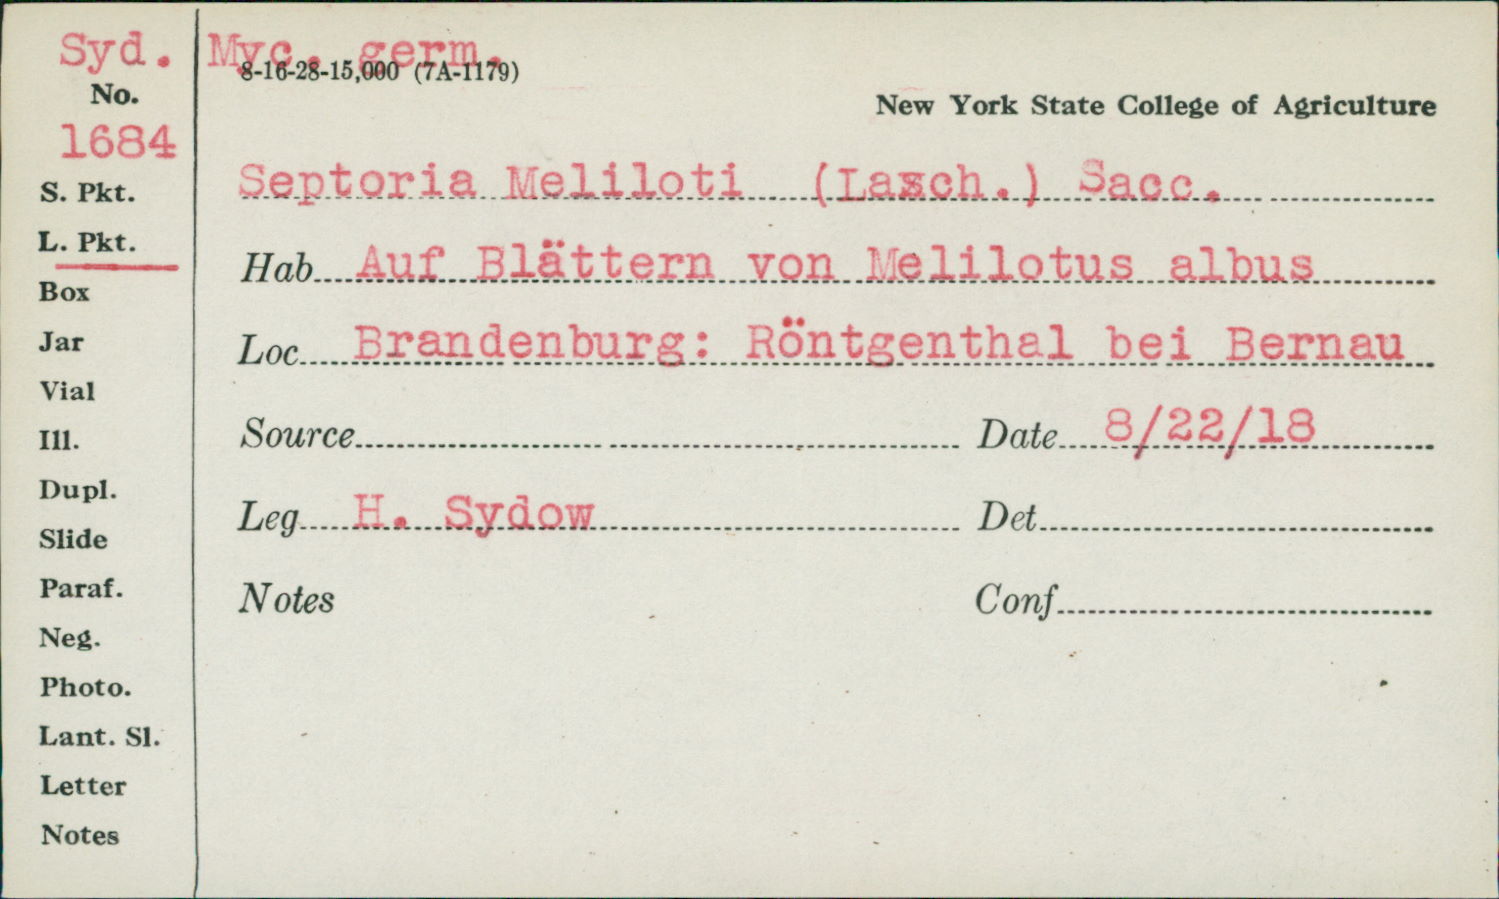 Syd. Myc. germ.
8-16-28-15,000 (7A-1179)
No.
New York State College of Agriculture
1684
Septoria Meliloti (Lasch.) Sacc.
S. Pkt.
L. Pkt.
Hab Auf Blättern von Melilotus albus
Box
Loc Brandenburg: Röntgenthal bei Bernau
Jar
Vial
Source Date 8/22/18
Ill.
Dupl.
Leg H. Sydow Det
Slide
Paraf.
Notes Conf
Neg.
Photo.
Lant. Sl.
Letter
Notes